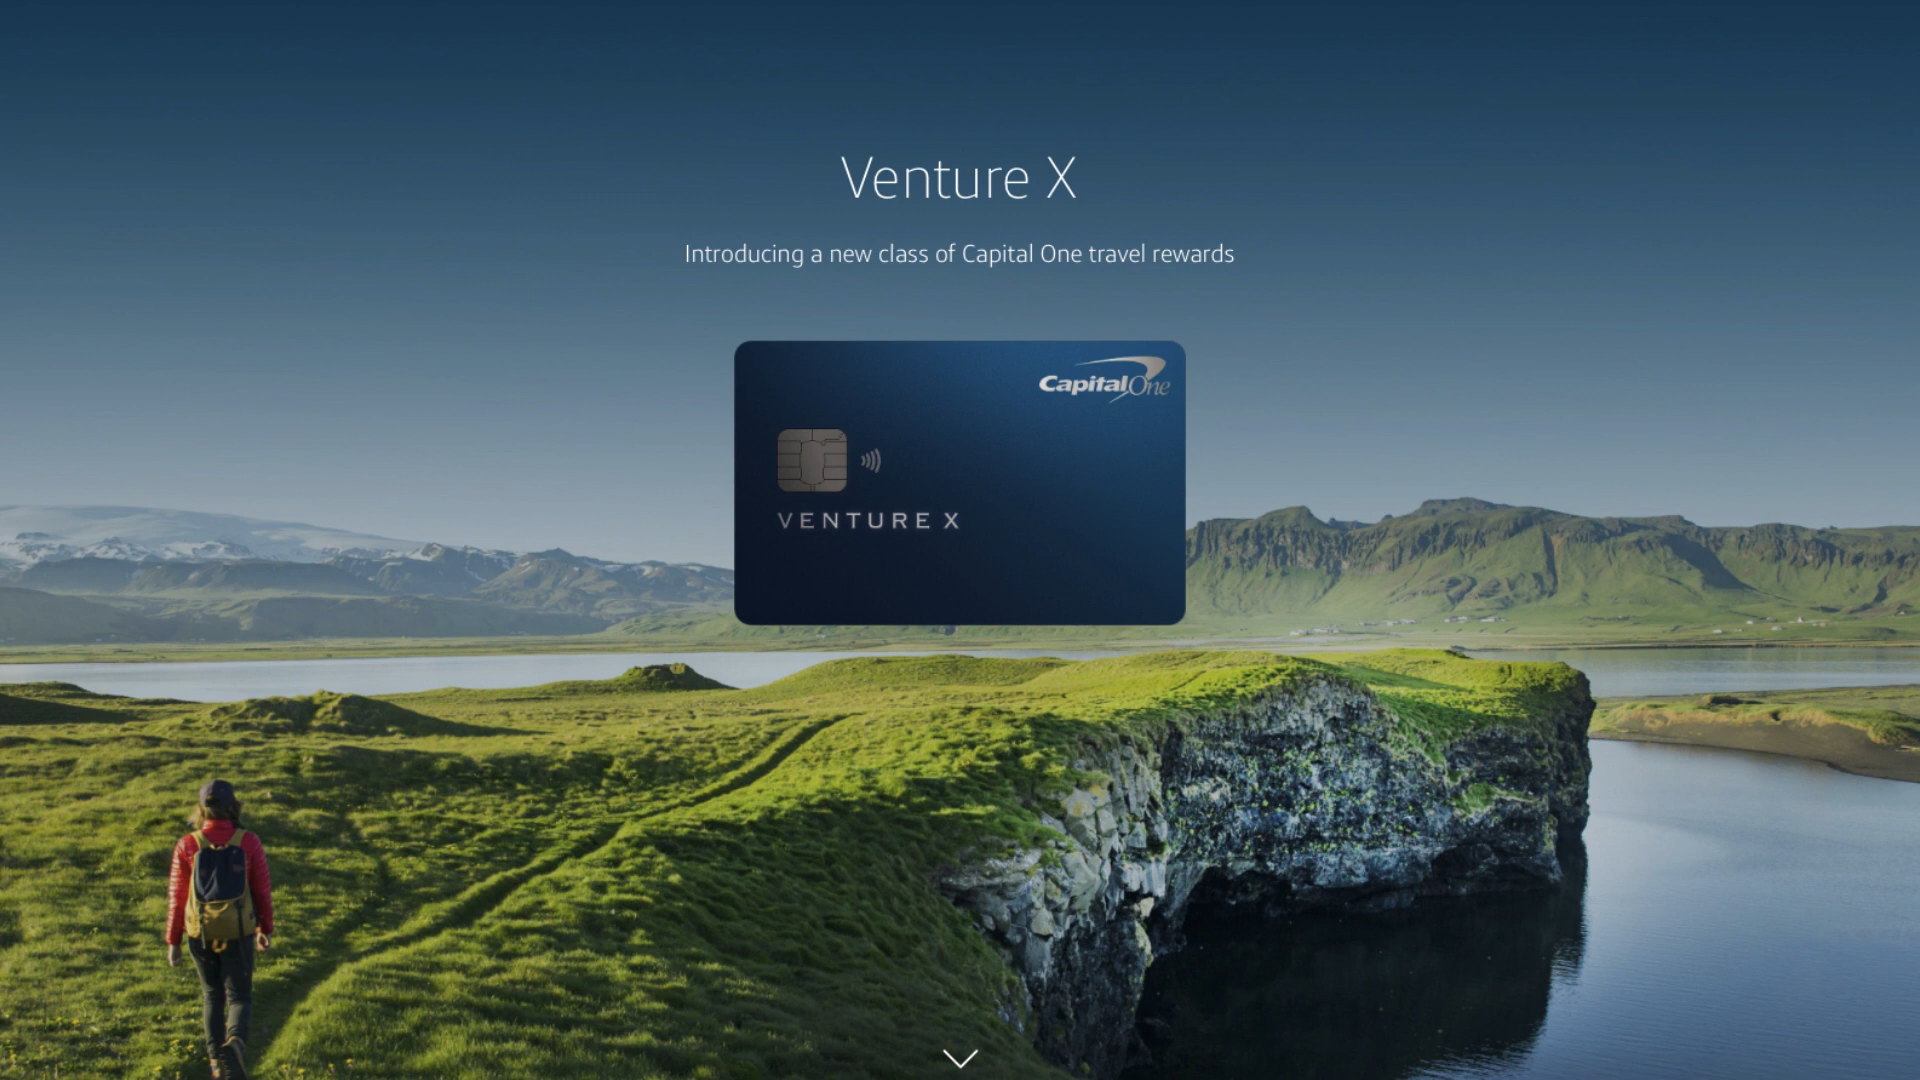 Venture X
Introducing a new class of Capital One travel rewards
Capital One
VENTURE X